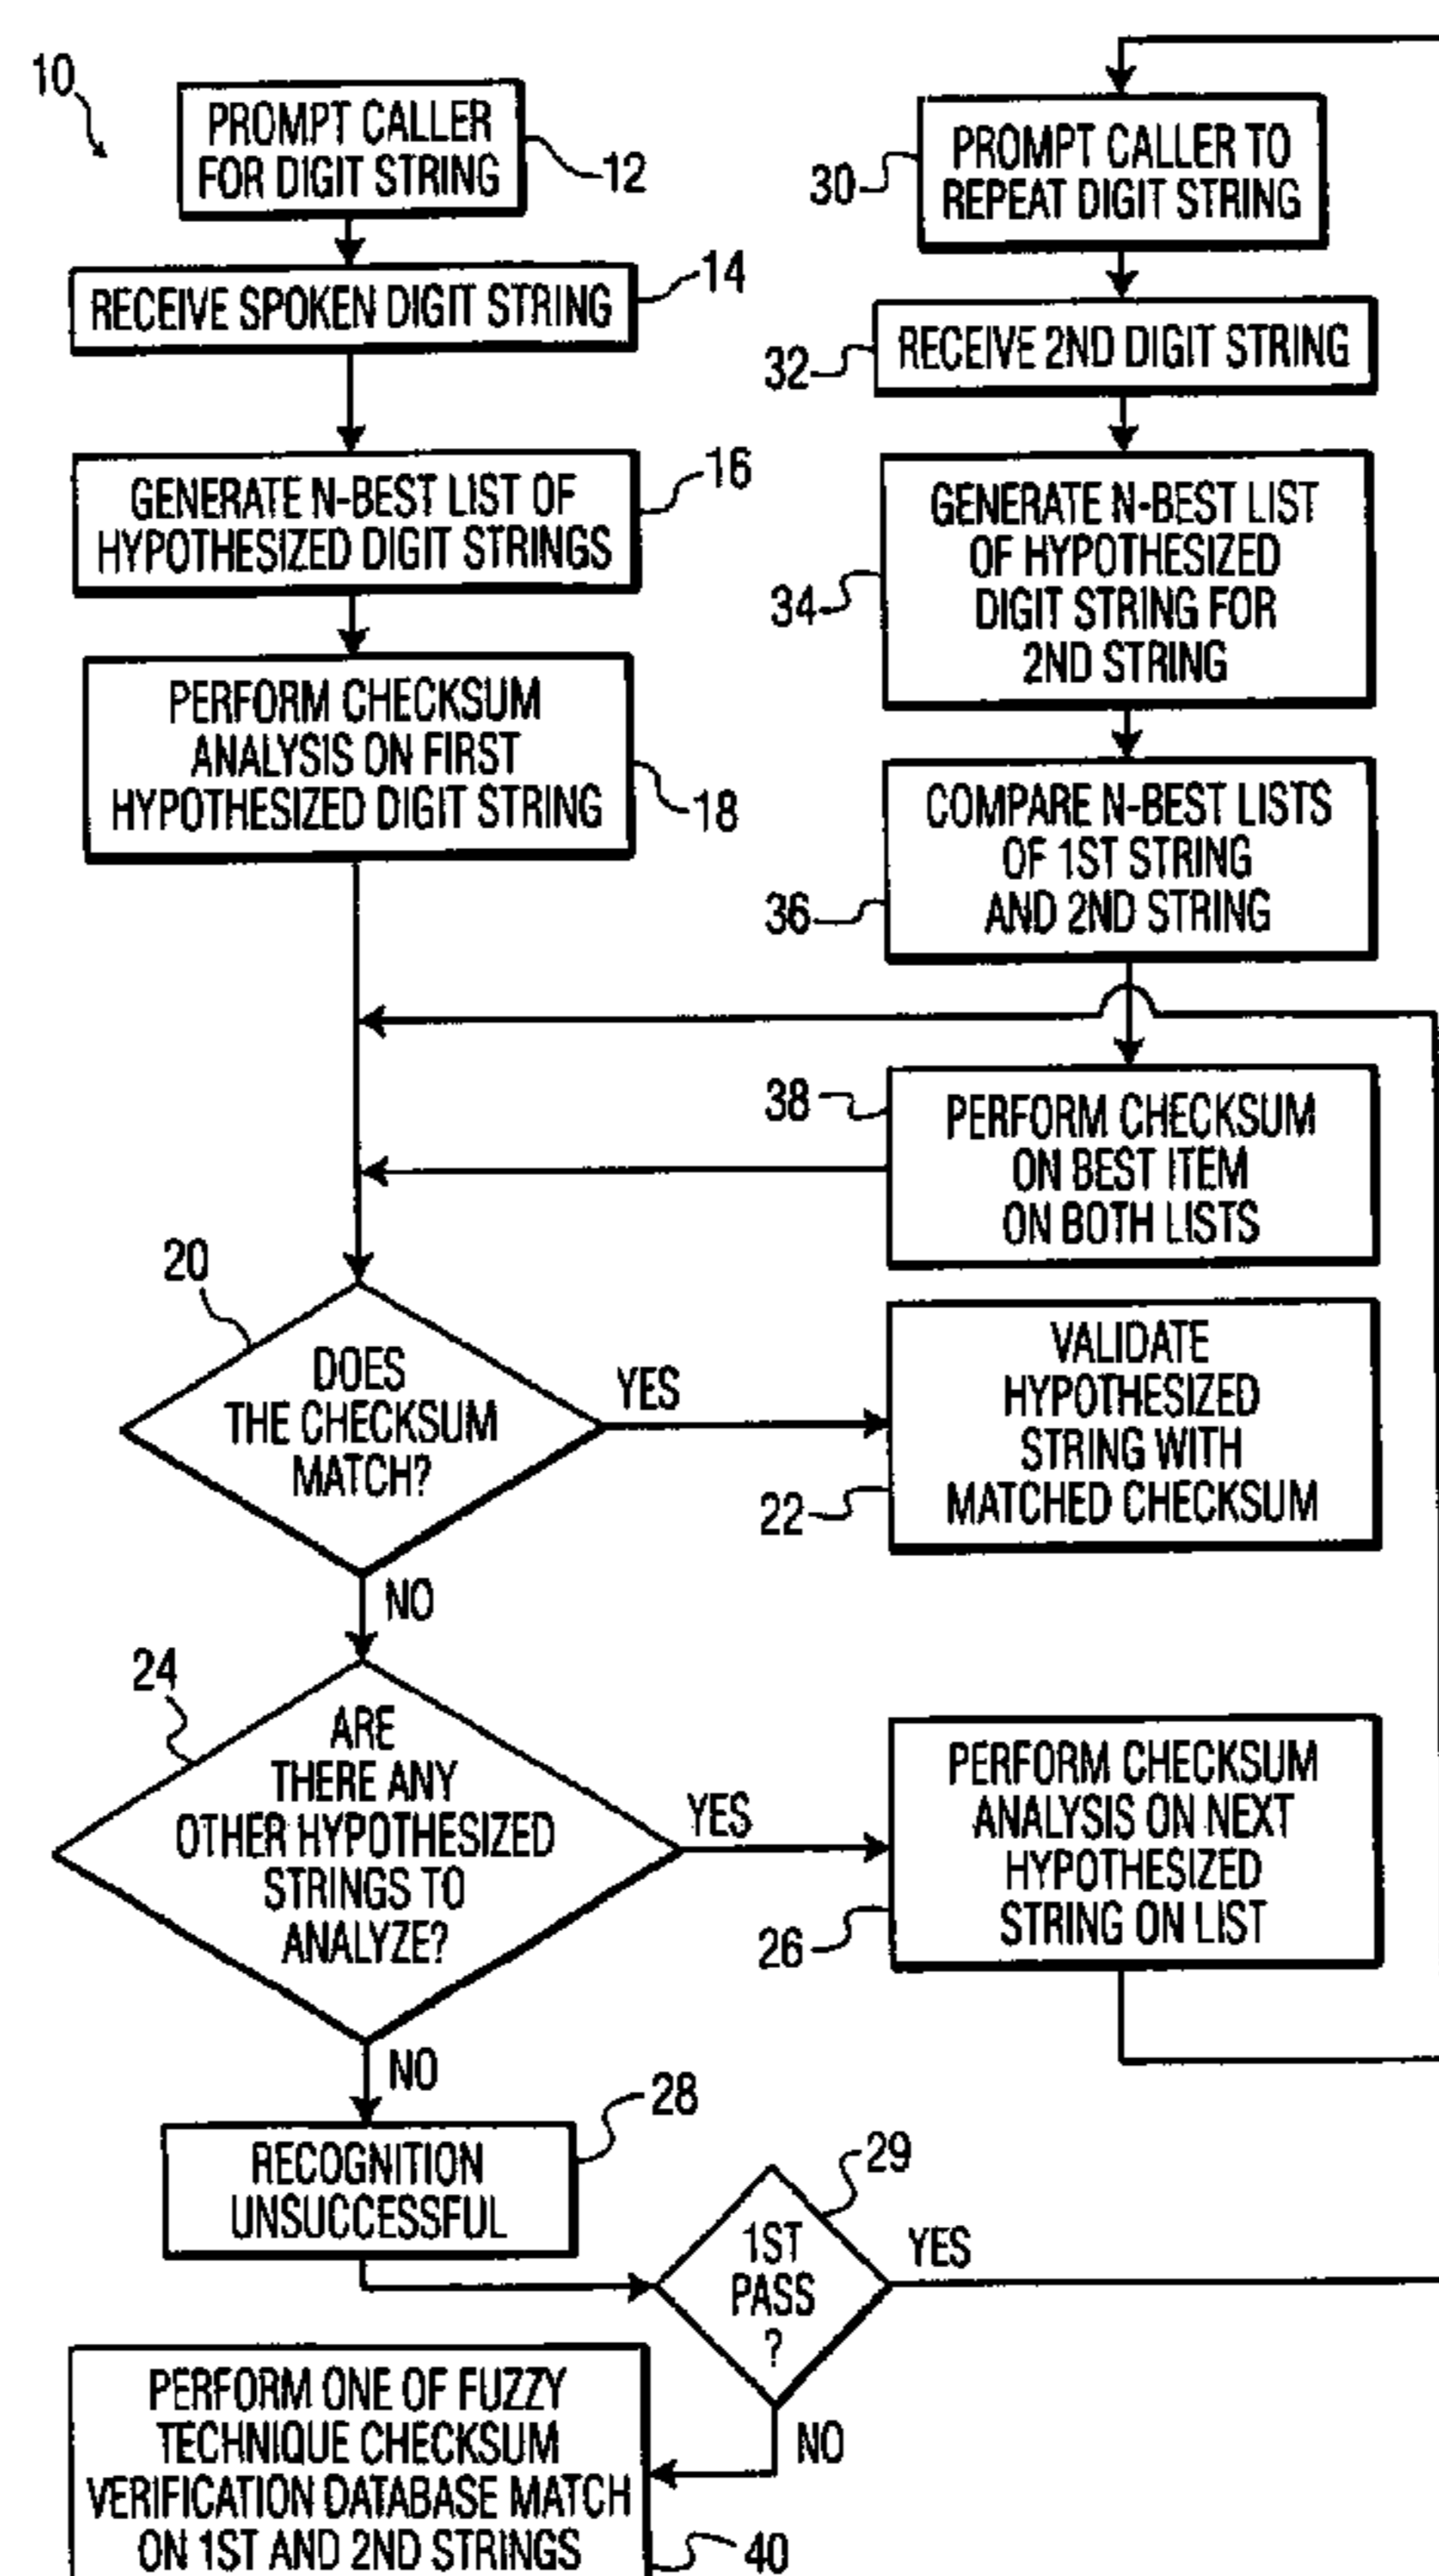 10
PROMPT CALLER
FOR DIGIT STRING
12
RECEIVE SPOKEN DIGIT STRING
14
GENERATE N-BEST LIST OF
HYPOTHESIZED DIGIT STRINGS
16
PERFORM CHECKSUM
ANALYSIS ON FIRST
HYPOTHESIZED DIGIT STRING
18
PROMPT CALLER TO
REPEAT DIGIT STRING
30
RECEIVE 2ND DIGIT STRING
32
GENERATE N-BEST LIST
OF HYPOTHESIZED
DIGIT STRING FOR
2ND STRING
34
COMPARE N-BEST LISTS
OF 1ST STRING
AND 2ND STRING
36
38
PERFORM CHECKSUM
ON BEST ITEM
ON BOTH LISTS
20
DOES
THE CHECKSUM
MATCH?
YES
VALIDATE
HYPOTHESIZED
STRING WITH
MATCHED CHECKSUM
22
NO
24
ARE
THERE ANY
OTHER HYPOTHESIZED
STRINGS TO
ANALYZE?
YES
PERFORM CHECKSUM
ANALYSIS ON NEXT
HYPOTHESIZED
STRING ON LIST
26
NO
28
RECOGNITION
UNSUCCESSFUL
29
1ST
PASS
?
YES
NO
PERFORM ONE OF FUZZY
TECHNIQUE CHECKSUM
VERIFICATION DATABASE MATCH
ON 1ST AND 2ND STRINGS
40